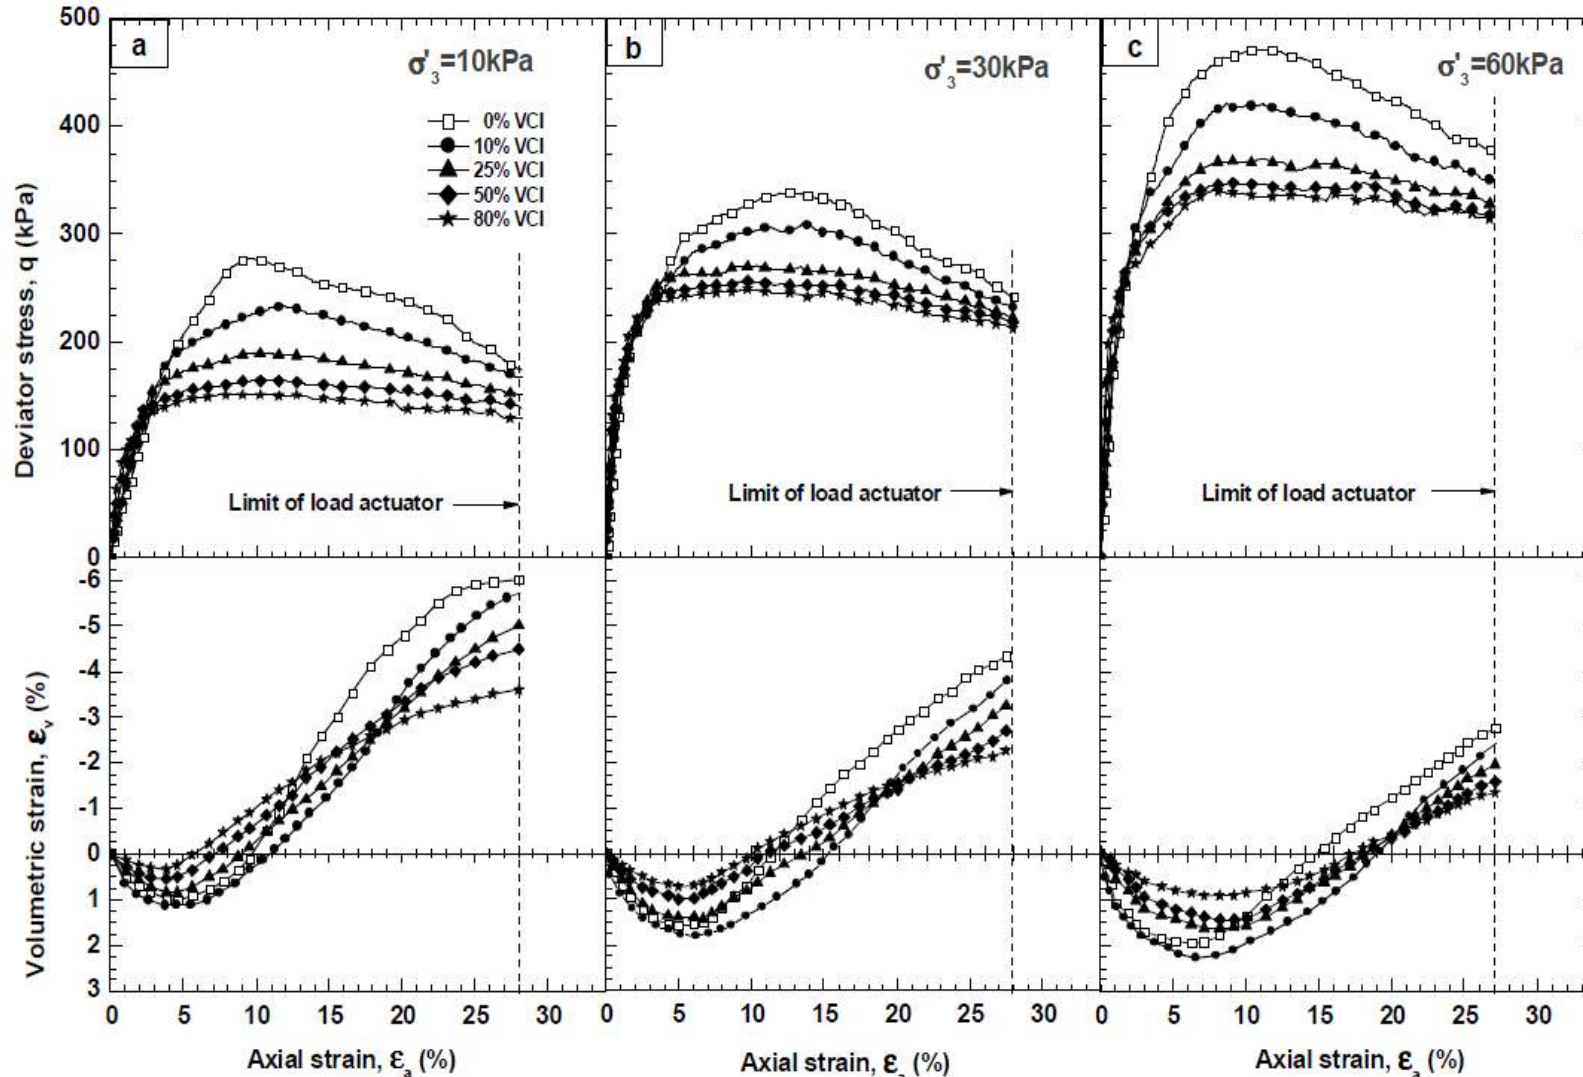 a
σ'3=10kPa
b
σ'3=30kPa
c
σ'3=60kPa
0% VCI
10% VCI
25% VCI
50% VCI
80% VCI
Deviator stress, q (kPa)
500
400
300
200
100
0
Limit of load actuator
Limit of load actuator
Limit of load actuator
Volumetric strain, εv (%)
-6
-5
-4
-3
-2
-1
0
1
2
3
0 5 10 15 20 25 30
0 5 10 15 20 25 30
0 5 10 15 20 25 30
Axial strain, εa (%)
Axial strain, εa (%)
Axial strain, εa (%)